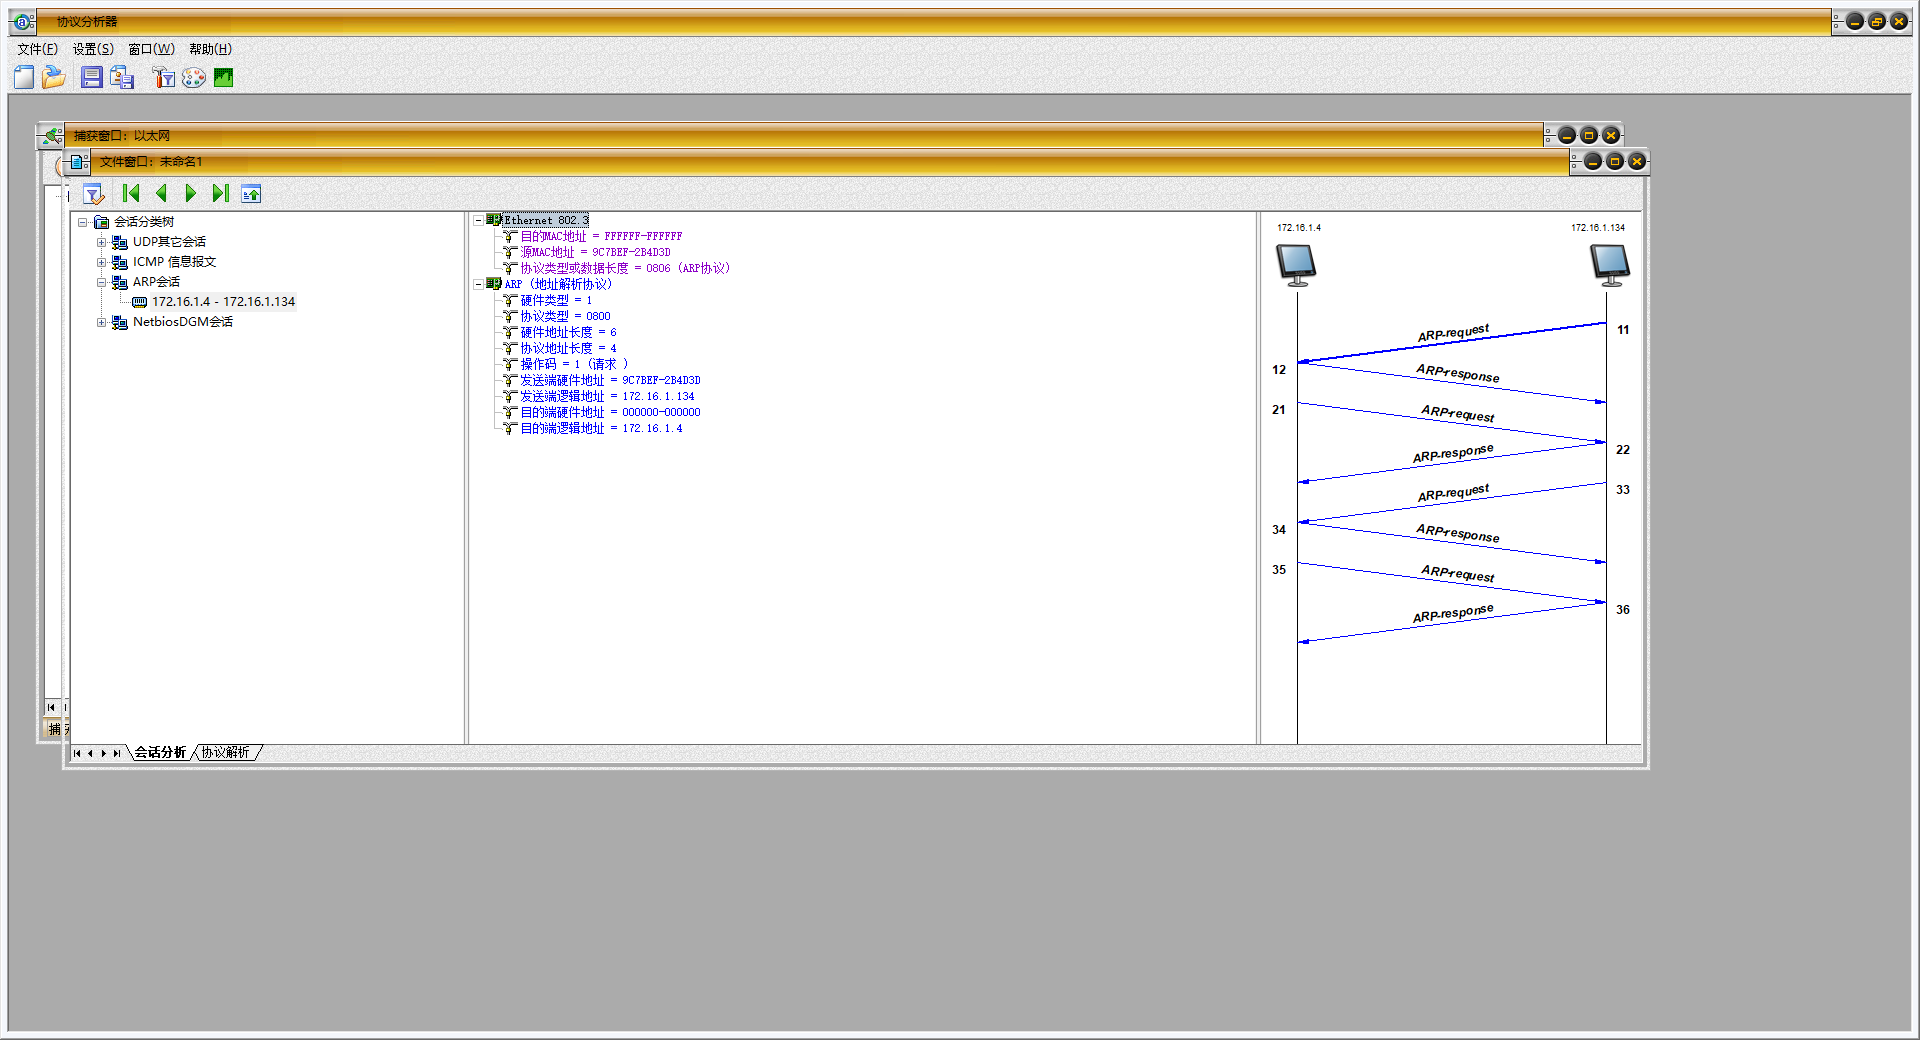 协议分析器
文件(F) 设置(S) 窗口(W) 帮助(H)
捕获窗口：以太网
文件窗口：未命名1
会话分类树
UDP其它会话
ICMP 信息报文
ARP会话
172.16.1.4 - 172.16.1.134
NetbiosDGM会话
Ethernet 802.3
目的MAC地址 = FFFFFF-FFFFFF
源MAC地址 = 9C7BEF-2B4D3D
协议类型或数据长度 = 0806 (ARP协议)
ARP (地址解析协议)
硬件类型 = 1
协议类型 = 0800
硬件地址长度 = 6
协议地址长度 = 4
操作码 = 1 (请求 )
发送端硬件地址 = 9C7BEF-2B4D3D
发送端逻辑地址 = 172.16.1.134
目的端硬件地址 = 000000-000000
目的端逻辑地址 = 172.16.1.4
172.16.1.4 172.16.1.134
ARP-request 11
12 ARP-response
21 ARP-request
ARP-response 22
ARP-request 33
34 ARP-response
35 ARP-request
ARP-response 36
捕
会话分析 协议解析